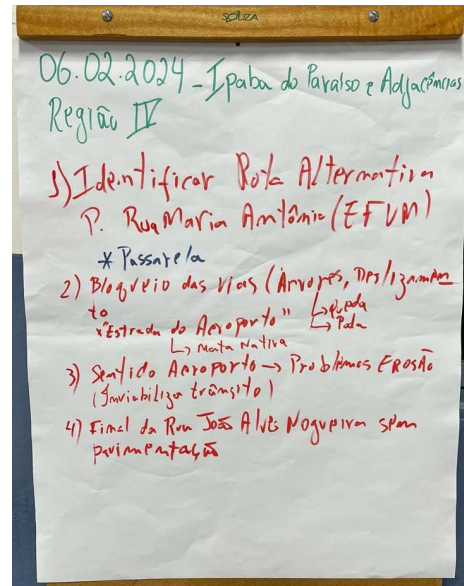 SOUZA
06.02.2024 - Ipaba do Paraíso e Adjacências
Região IV
1) Identificar Rota Alternativa
P. Rua Maria Antônia (EFVM)
* Passarela
2) Bloqueio das vias (Árvores, Deslizamen
to
↳ queda
* "Estrada do Aeroporto"
↳ Poda
↳ Mata Nativa
3) Sentido Aeroporto → Problemas Erosão
(Inviabiliza trânsito)
4) Final da Rua João Alves Nogueira sem
pavimentação